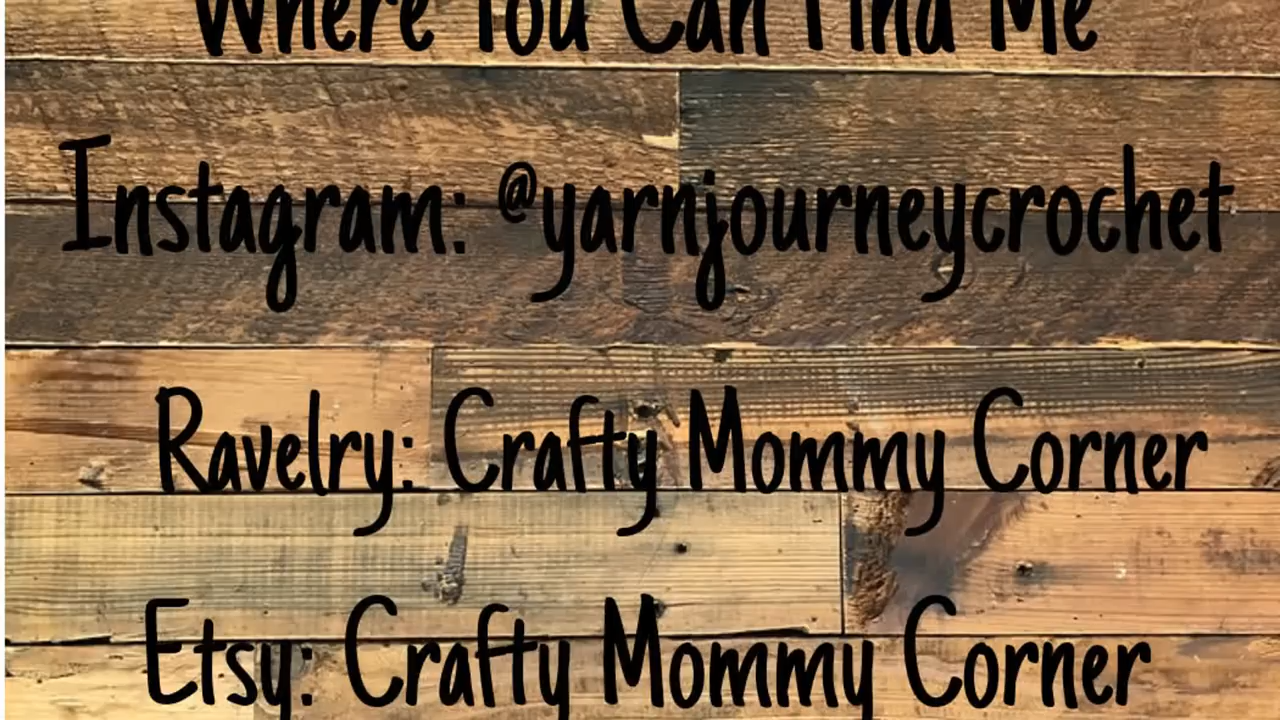 Where You Can Find Me
Instagram: @yarnjourneycrochet
Ravelry: Crafty Mommy Corner
Etsy: Crafty Mommy Corner